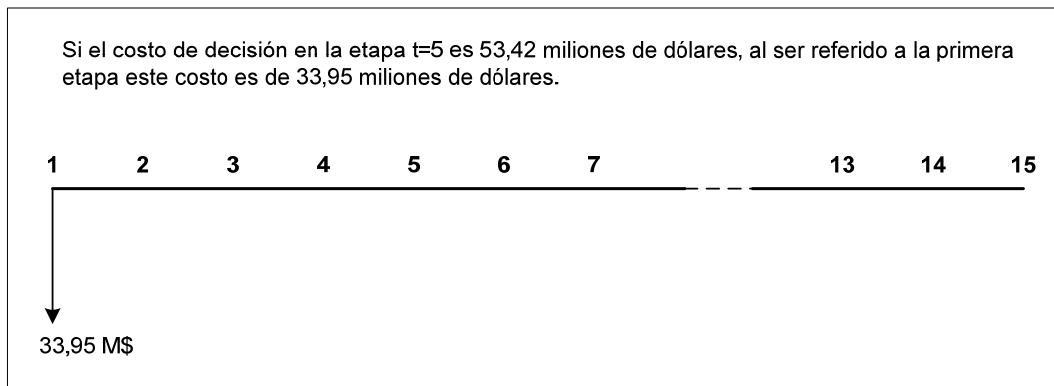 Si el costo de decisión en la etapa t=5 es 53,42 miliones de dólares, al ser referido a la primera
etapa este costo es de 33,95 miliones de dólares.
1 2 3 4 5 6 7 13 14 15
33,95 M$